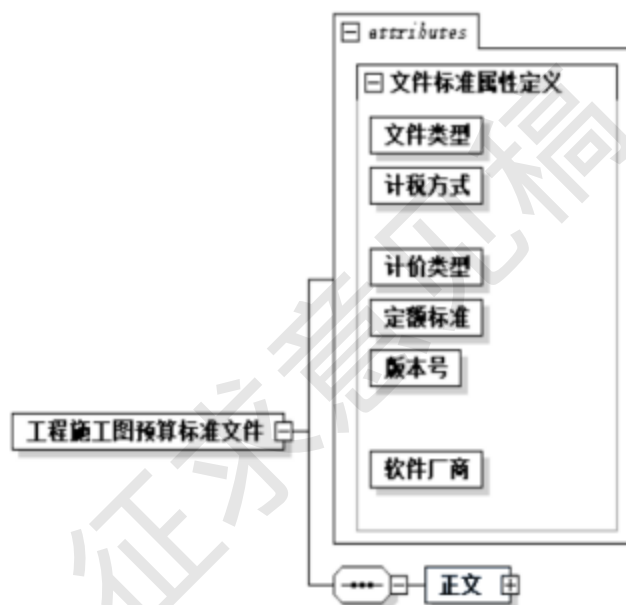 attributes
文件标准属性定义
文件类型
计税方式
计价类型
定额标准
版本号
工程施工图预算标准文件
软件厂商
正文
征求意见稿